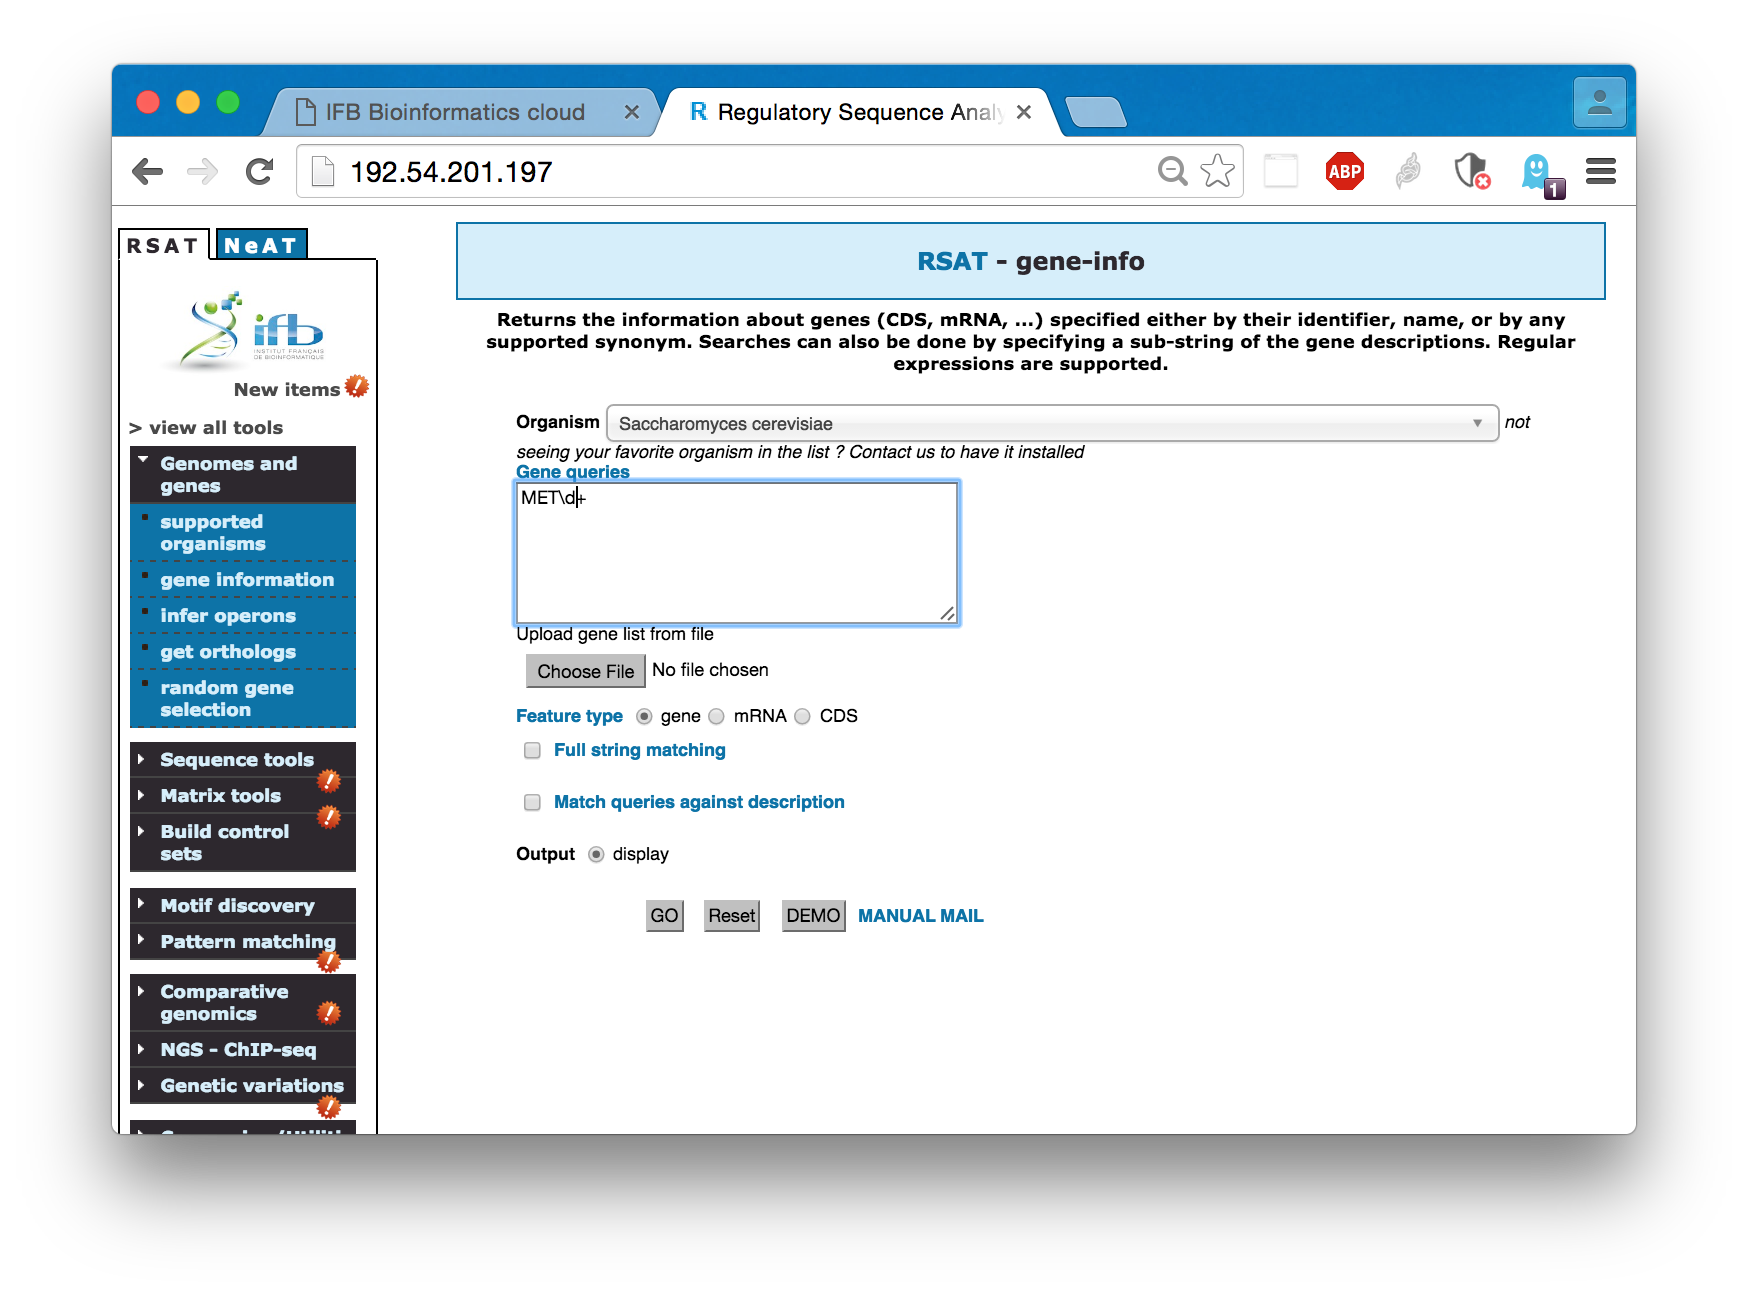 IFB Bioinformatics cloud
R Regulatory Sequence Analy
192.54.201.197
ABP
1
RSAT NeAT
ifb
INSTITUT FRANÇAIS
DE BIOINFORMATIQUE
New items
> view all tools
Genomes and
genes
supported
organisms
gene information
infer operons
get orthologs
random gene
selection
Sequence tools
Matrix tools
Build control
sets
Motif discovery
Pattern matching
Comparative
genomics
NGS - ChIP-seq
Genetic variations
RSAT - gene-info
Returns the information about genes (CDS, mRNA, ...) specified either by their identifier, name, or by any
supported synonym. Searches can also be done by specifying a sub-string of the gene descriptions. Regular
expressions are supported.
Organism Saccharomyces cerevisiae not
seeing your favorite organism in the list ? Contact us to have it installed
Gene queries
MET\d+
Upload gene list from file
Choose File No file chosen
Feature type gene mRNA CDS
Full string matching
Match queries against description
Output display
GO Reset DEMO MANUAL MAIL